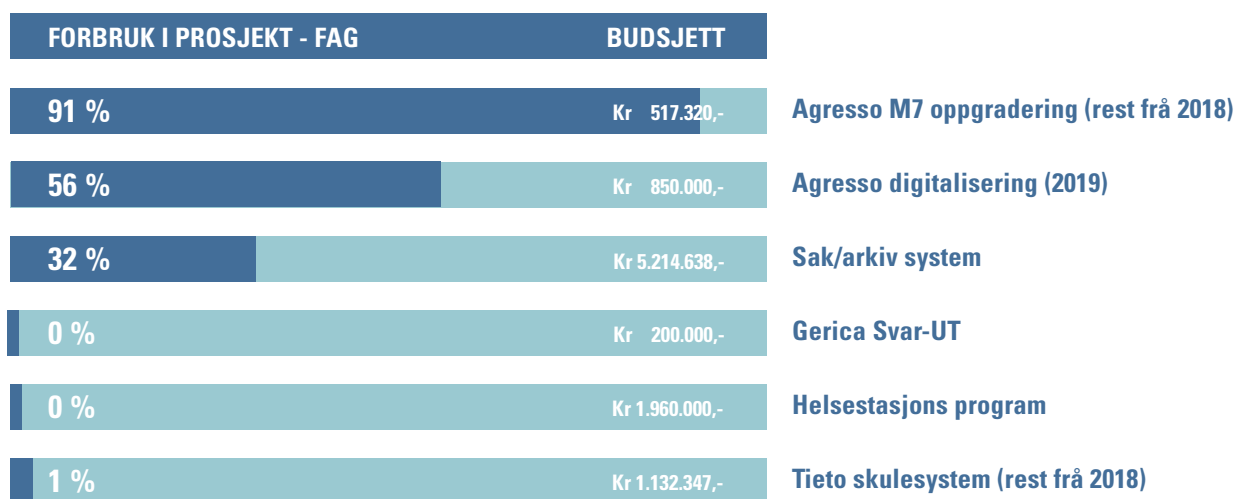 FORBRUK I PROSJEKT - FAG BUDSJETT
91 % Kr 517.320,- Agresso M7 oppgradering (rest frå 2018)
56 % Kr 850.000,- Agresso digitalisering (2019)
32 % Kr 5.214.638,- Sak/arkiv system
0 % Kr 200.000,- Gerica Svar-UT
0 % Kr 1.960.000,- Helsestasjons program
1 % Kr 1.132.347,- Tieto skulesystem (rest frå 2018)